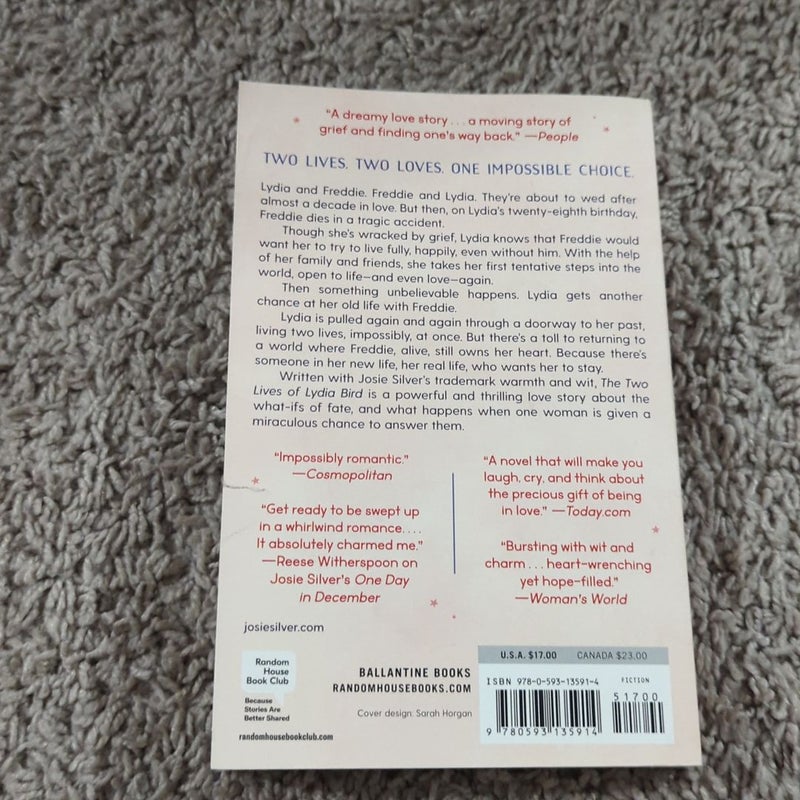 "A dreamy love story . . . a moving story of
grief and finding one's way back." —People
TWO LIVES. TWO LOVES. ONE IMPOSSIBLE CHOICE.
Lydia and Freddie. Freddie and Lydia. They're about to wed after
almost a decade in love. But then, on Lydia's twenty-eighth birthday,
Freddie dies in a tragic accident.
Though she's wracked by grief, Lydia knows that Freddie would
want her to try to live fully, happily, even without him. With the help
of her family and friends, she takes her first tentative steps into the
world, open to life—and even love—again.
Then something unbelievable happens. Lydia gets another
chance at her old life with Freddie.
Lydia is pulled again and again through a doorway to her past,
living two lives, impossibly, at once. But there's a toll to returning to
a world where Freddie, alive, still owns her heart. Because there's
someone in her new life, her real life, who wants her to stay.
Written with Josie Silver's trademark warmth and wit, The Two
Lives of Lydia Bird is a powerful and thrilling love story about the
what-ifs of fate, and what happens when one woman is given a
miraculous chance to answer them.
"Impossibly romantic."
—Cosmopolitan
"Get ready to be swept up
in a whirlwind romance. . . .
It absolutely charmed me."
—Reese Witherspoon on
Josie Silver's One Day
in December
"A novel that will make you
laugh, cry, and think about
the precious gift of being
in love." —Today.com
"Bursting with wit and
charm . . . heart-wrenching
yet hope-filled."
—Woman's World
josiesilver.com
Random
House
Book Club
Because
Stories Are
Better Shared
randomhousebookclub.com
BALLANTINE BOOKS
RANDOMHOUSEBOOKS.COM
Cover design: Sarah Horgan
U.S.A. $17.00 CANADA $23.00
ISBN 978-0-593-13591-4
FICTION
51700
9 780593 135914